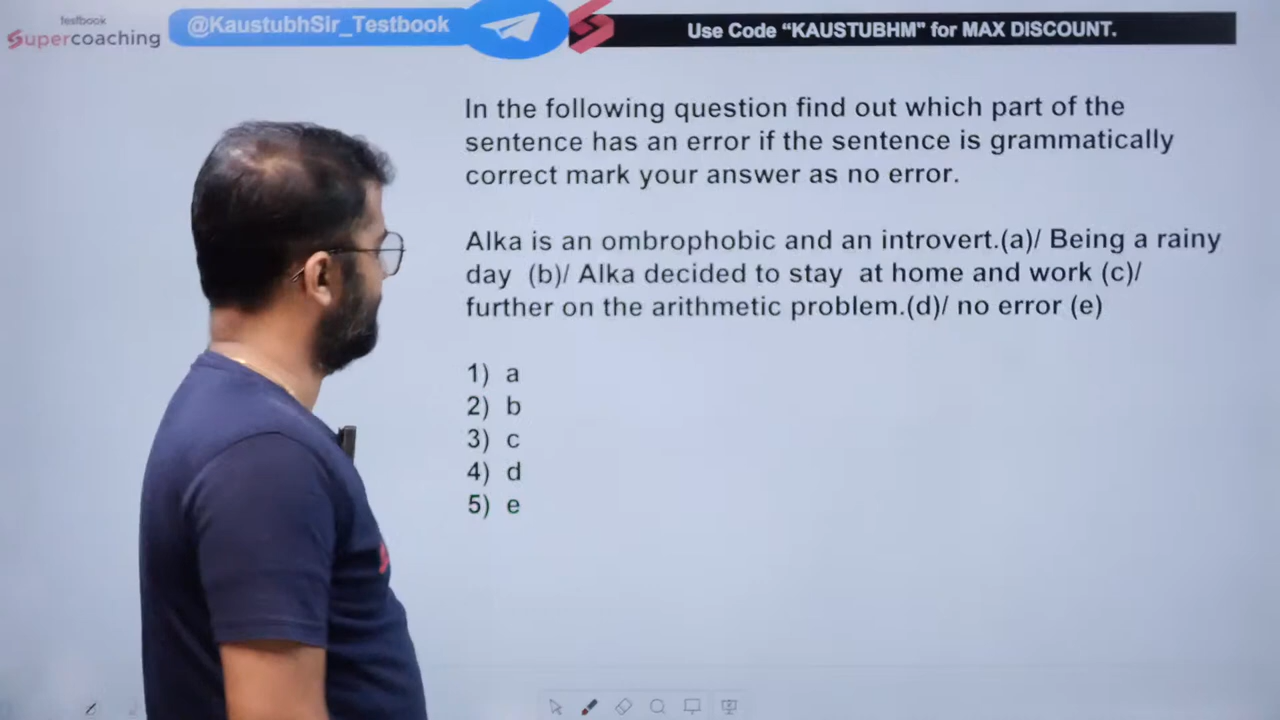 testbook
Supercoaching
@KaustubhSir_Testbook
Use Code “KAUSTUBHM” for MAX DISCOUNT.
In the following question find out which part of the
sentence has an error if the sentence is grammatically
correct mark your answer as no error.
Alka is an ombrophobic and an introvert.(a)/ Being a rainy
day (b)/ Alka decided to stay at home and work (c)/
further on the arithmetic problem.(d)/ no error (e)
1) a
2) b
3) c
4) d
5) e